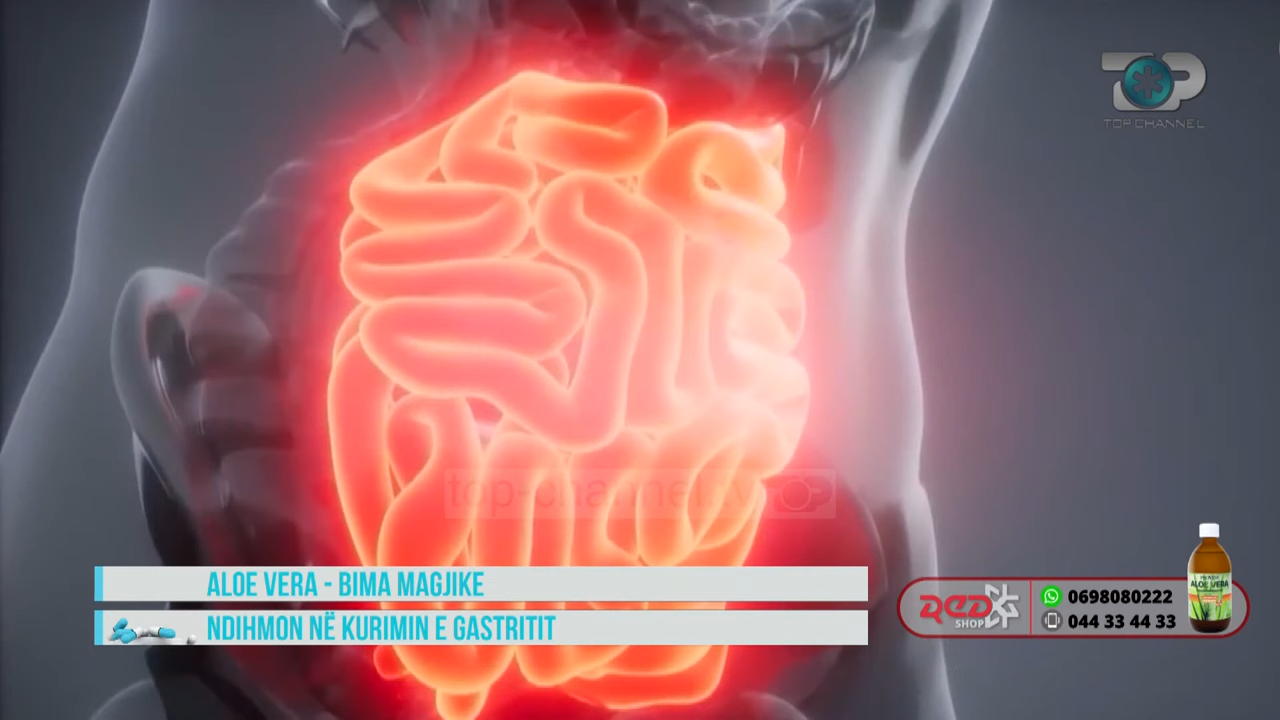 TOP CHANNEL
top-channel.tv
ALOE VERA - BIMA MAGJIKE
NDIHMON NË KURIMIN E GASTRITIT
RED
SHOP
0698080222
044 33 44 33
ALOE VERA